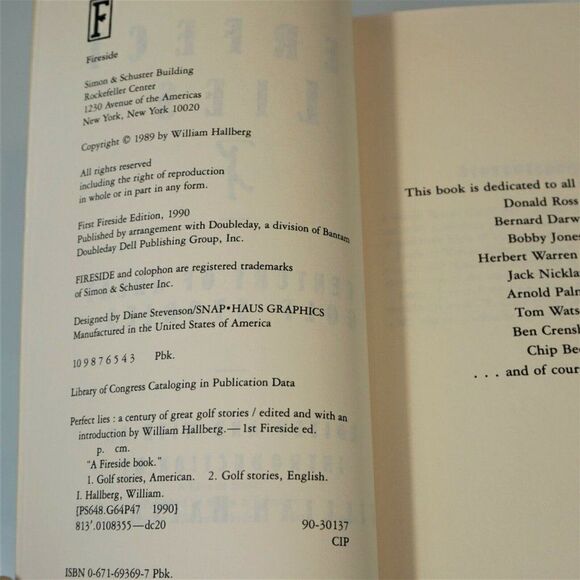 F
Fireside
Simon & Schuster Building
Rockefeller Center
1230 Avenue of the Americas
New York, New York 10020
Copyright © 1989 by William Hallberg
All rights reserved
including the right of reproduction
in whole or in part in any form.
First Fireside Edition, 1990
Published by arrangement with Doubleday, a division of Bantam
Doubleday Dell Publishing Group, Inc.
FIRESIDE and colophon are registered trademarks
of Simon & Schuster Inc.
Designed by Diane Stevenson/SNAP•HAUS GRAPHICS
Manufactured in the United States of America
10 9 8 7 6 5 4 3 Pbk.
Library of Congress Cataloging in Publication Data
Perfect lies : a century of great golf stories / edited and with an
introduction by William Hallberg.—1st Fireside ed.
p. cm.
"A Fireside book."
1. Golf stories, American. 2. Golf stories, English.
I. Hallberg, William.
[PS648.G64P47 1990]
813'.0108355—dc20 90-30137
CIP
ISBN 0-671-69369-7 Pbk.
This book is dedicated to all
Donald Ross
Bernard Darw
Bobby Jones
Herbert Warren
Jack Nickla
Arnold Palm
Tom Wats
Ben Crensh
Chip Bec
. . . and of cour